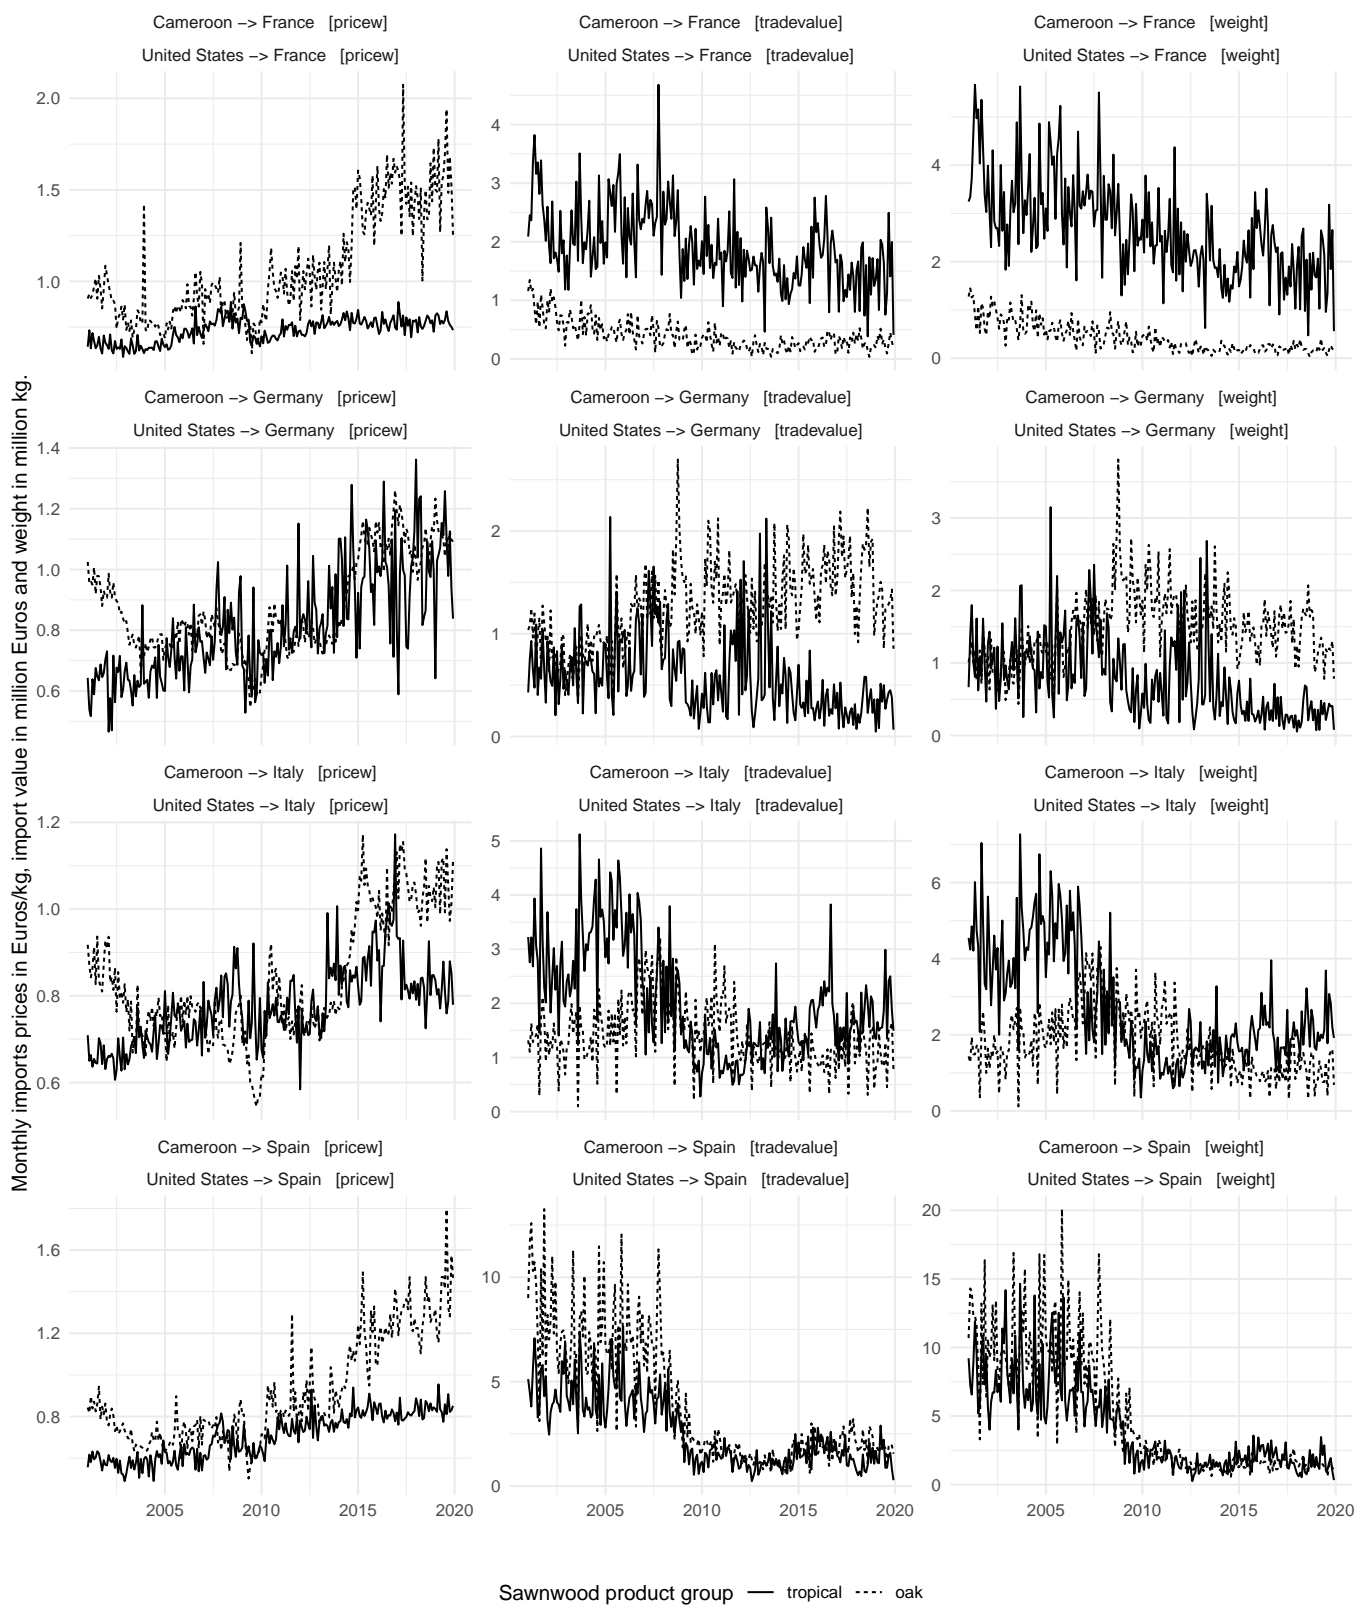 Cameroon −> France [pricew]
United States −> France [pricew]
Cameroon −> France [tradevalue]
United States −> France [tradevalue]
Cameroon −> France [weight]
United States −> France [weight]
2.0
1.5
1.0
4
3
2
1
0
4
2
0
Cameroon −> Germany [pricew]
United States −> Germany [pricew]
Cameroon −> Germany [tradevalue]
United States −> Germany [tradevalue]
Cameroon −> Germany [weight]
United States −> Germany [weight]
1.4
1.2
1.0
0.8
0.6
2
1
0
3
2
1
0
Monthly imports prices in Euros/kg, import value in million Euros and weight in million kg.
Cameroon −> Italy [pricew]
United States −> Italy [pricew]
Cameroon −> Italy [tradevalue]
United States −> Italy [tradevalue]
Cameroon −> Italy [weight]
United States −> Italy [weight]
1.2
1.0
0.8
0.6
5
4
3
2
1
0
6
4
2
0
Cameroon −> Spain [pricew]
United States −> Spain [pricew]
Cameroon −> Spain [tradevalue]
United States −> Spain [tradevalue]
Cameroon −> Spain [weight]
United States −> Spain [weight]
1.6
1.2
0.8
10
5
0
20
15
10
5
0
2005 2010 2015 2020
2005 2010 2015 2020
2005 2010 2015 2020
Sawnwood product group tropical oak